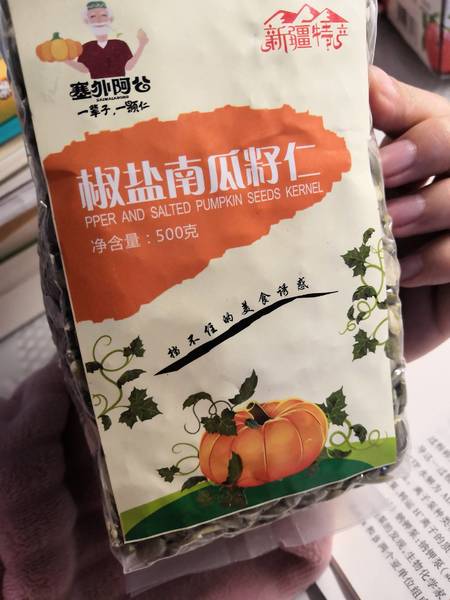 塞外阿公
SAIWAIAGONG
一辈子,一颗仁
新疆特产
椒盐南瓜籽仁
PPER AND SALTED PUMPKIN SEEDS KERNEL
净含量:500克
挡不住的美食诱惑